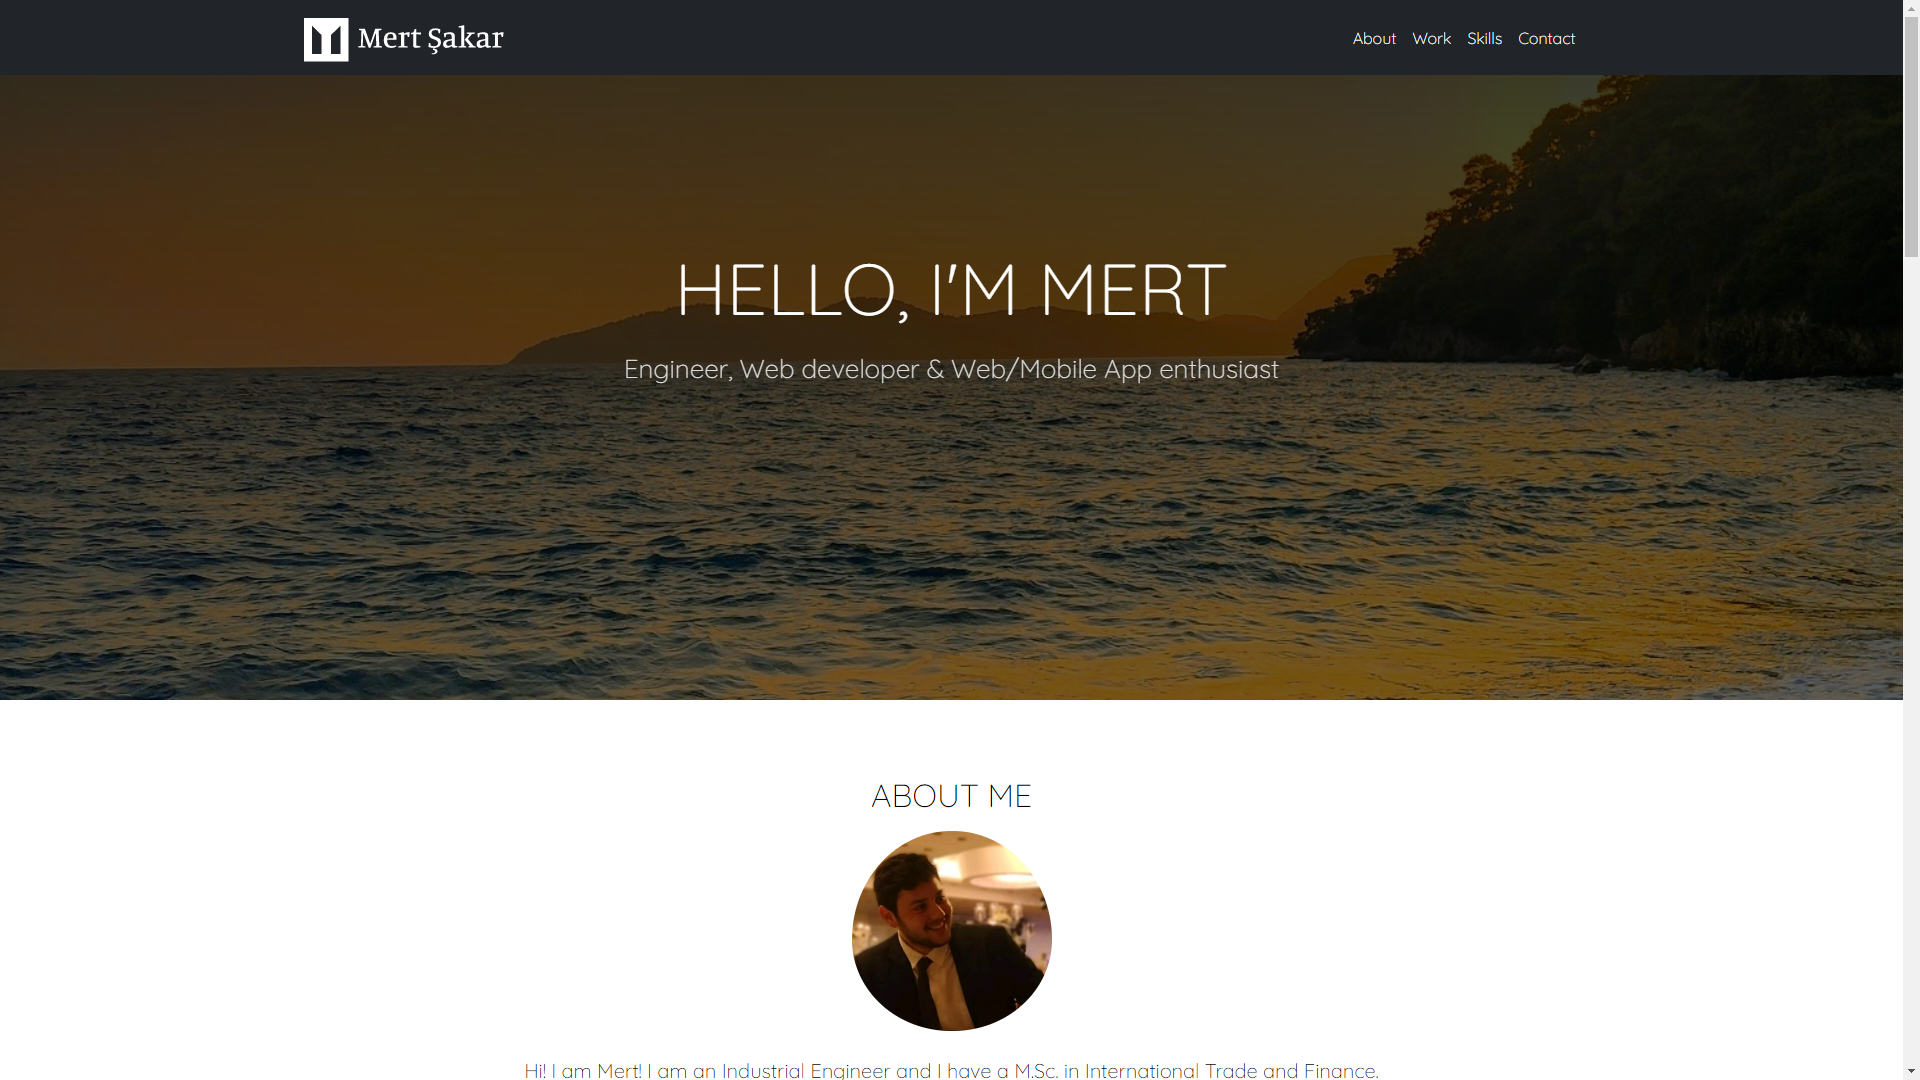 Mert Şakar
About Work Skills Contact
HELLO, I'M MERT
Engineer, Web developer & Web/Mobile App enthusiast
ABOUT ME
Hi! I am Mert! I am an Industrial Engineer and I have a M.Sc. in International Trade and Finance.